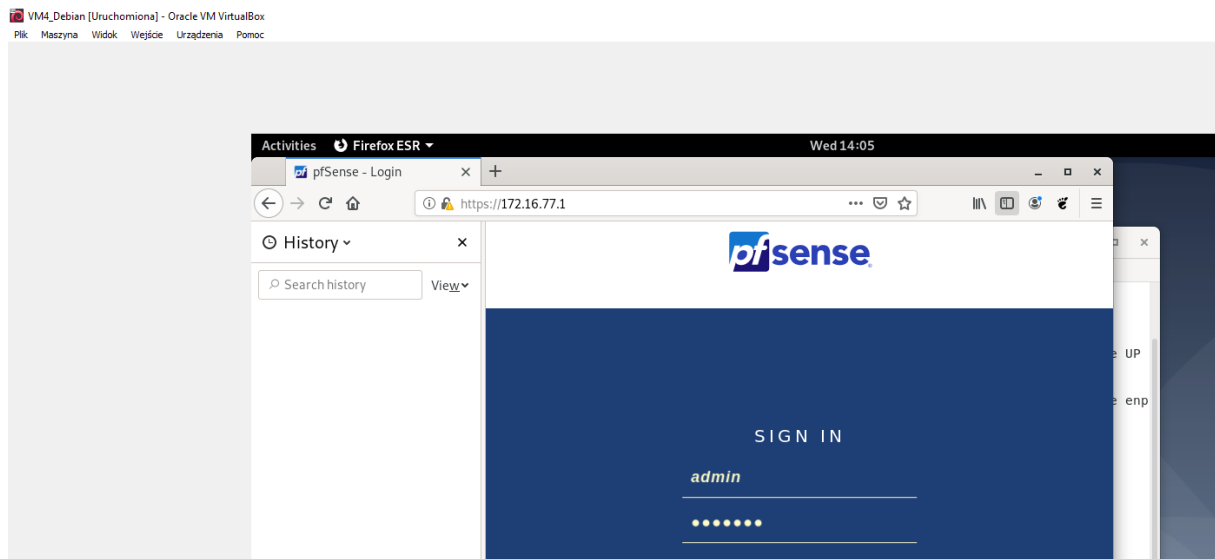 VM4_Debian [Uruchomiona] - Oracle VM VirtualBox
Plik Maszyna Widok Wejście Urządzenia Pomoc
Activities Firefox ESR Wed 14:05
pfSense - Login
https://172.16.77.1
History
Search history View
pfsense
SIGN IN
admin
UP
enp